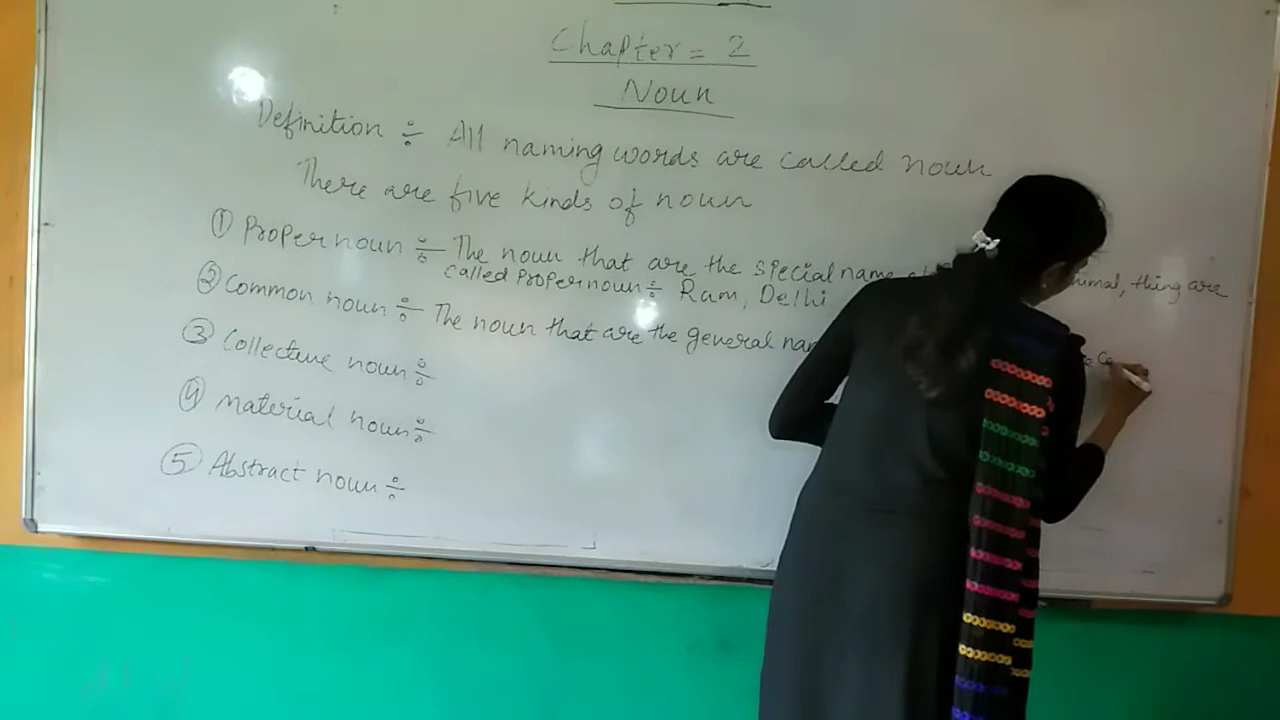 Chapter = 2
Noun
Definition ÷ All naming words are called noun
There are five kinds of noun
① Proper noun ÷ The noun that are the special name thing are
called Proper noun ÷ Ram, Delhi
② Common noun ÷ The noun that are the general
③ Collective noun ÷
④ Material noun ÷
⑤ Abstract noun ÷